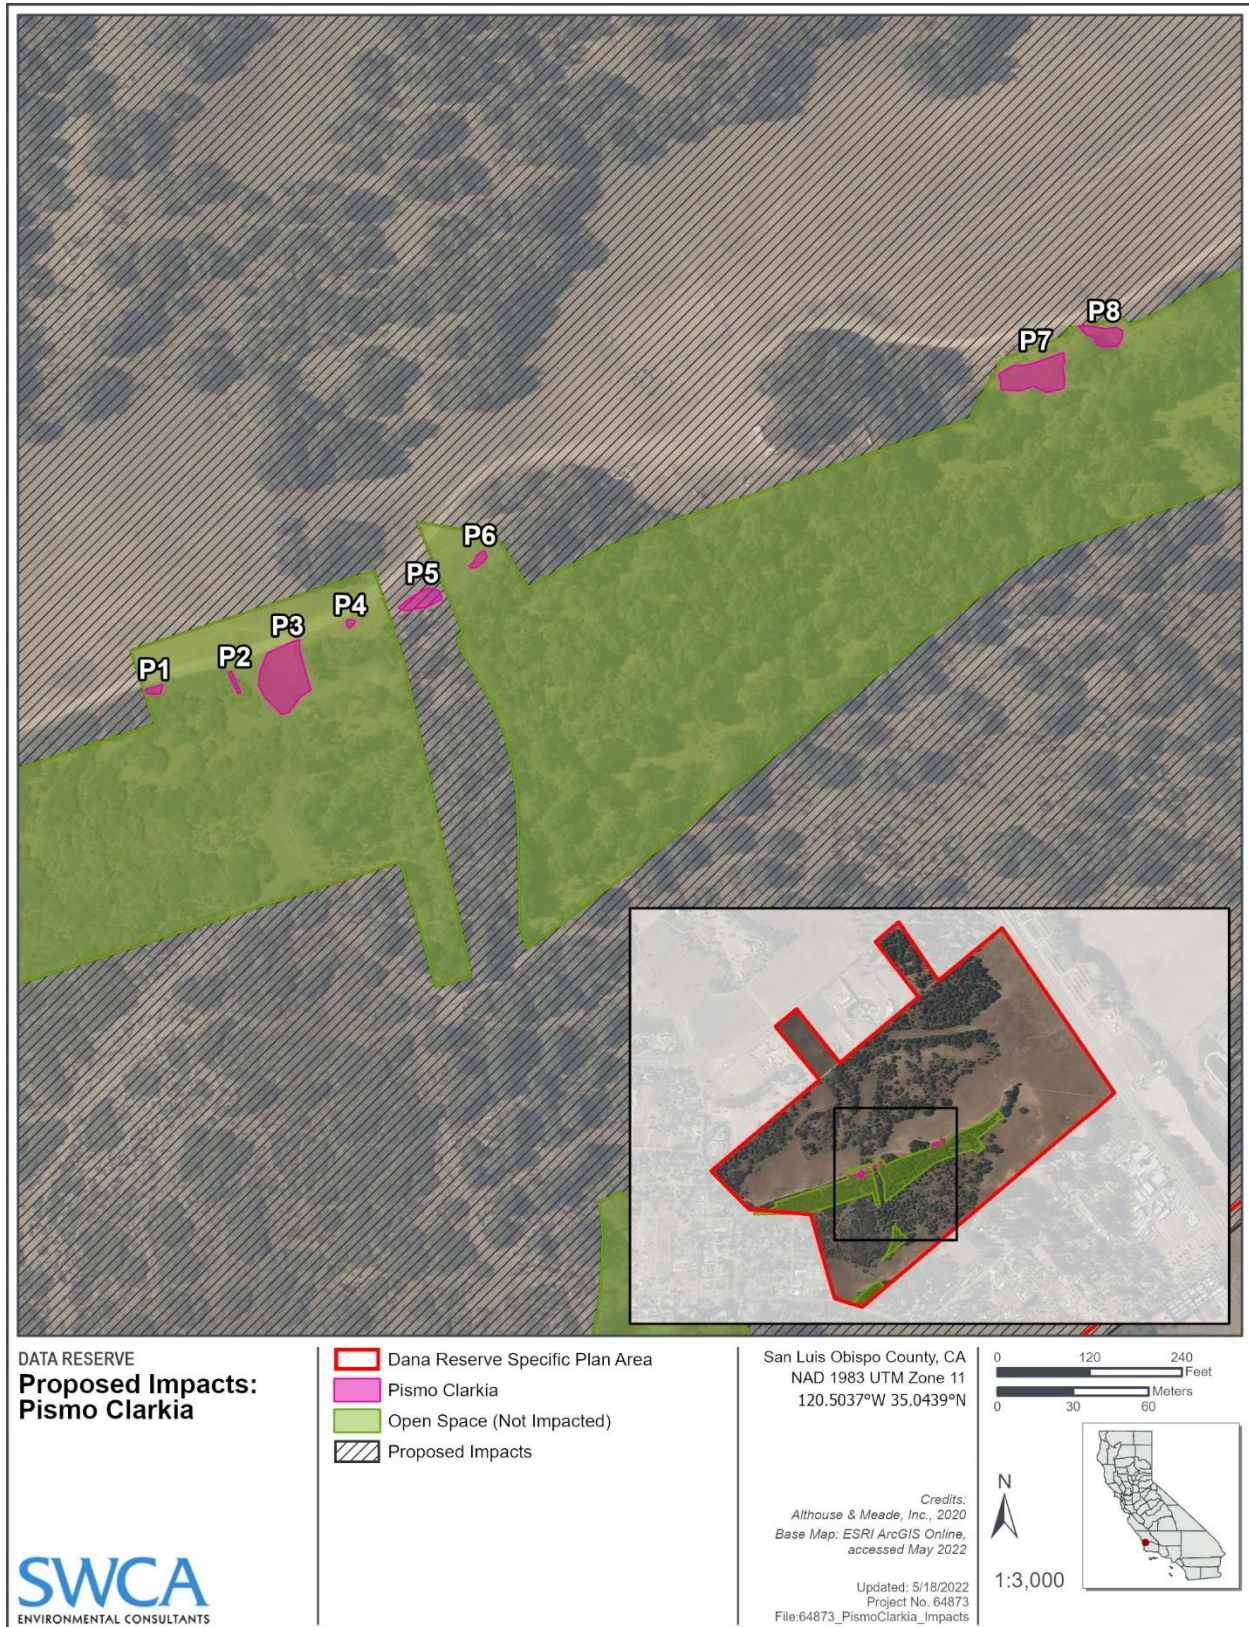 P8
P7
P6
P5
P4
P3
P2
P1
DATA RESERVE
Proposed Impacts:
Pismo Clarkia
SWCA
ENVIRONMENTAL CONSULTANTS
Dana Reserve Specific Plan Area
Pismo Clarkia
Open Space (Not Impacted)
Proposed Impacts
San Luis Obispo County, CA
NAD 1983 UTM Zone 11
120.5037°W 35.0439°N
Credits:
Althouse & Meade, Inc., 2020
Base Map: ESRI ArcGIS Online,
accessed May 2022
Updated: 5/18/2022
Project No. 64873
File:64873_PismoClarkia_Impacts
0 120 240
Feet
Meters
0 30 60
N
1:3,000